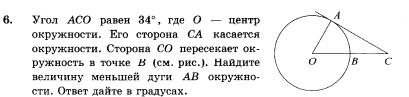 6. Угол ACO равен 34°, где O — центр
окружности. Его сторона CA касается
окружности. Сторона CO пересекает ок-
ружность в точке B (см. рис.). Найдите
величину меньшей дуги AB окружно-
сти. Ответ дайте в градусах.
A
O B C